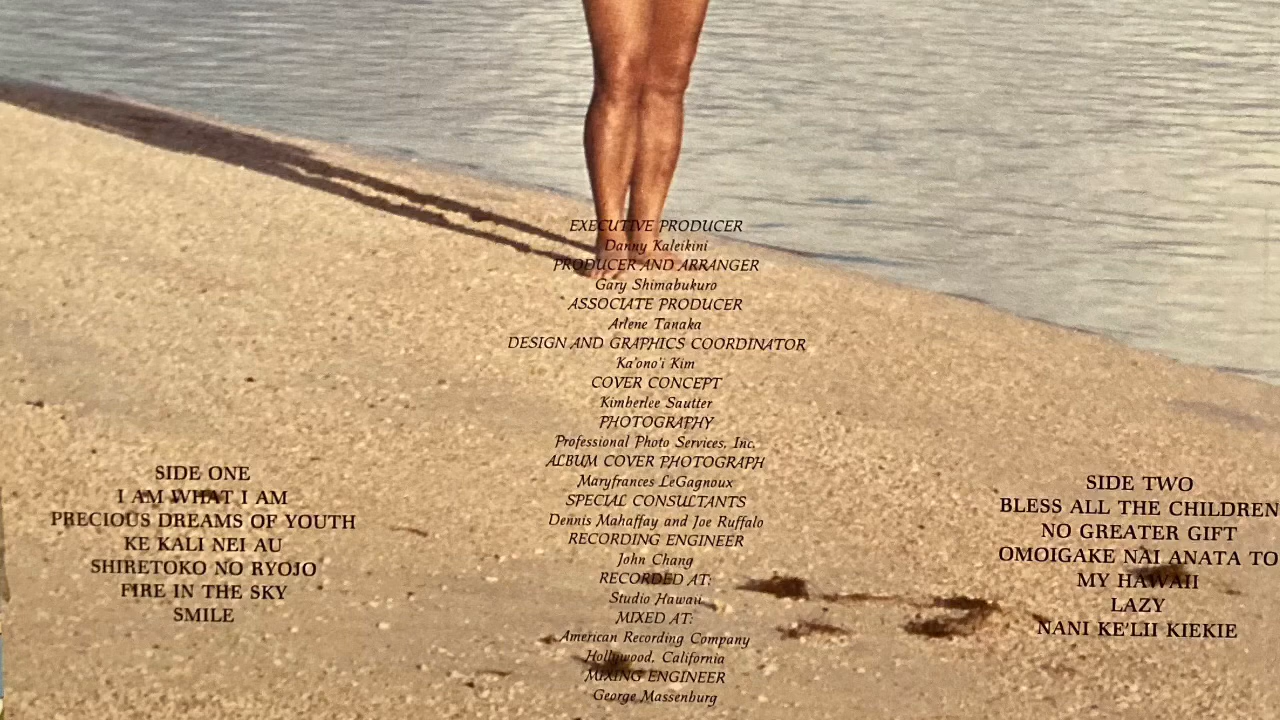 EXECUTIVE PRODUCER
Danny Kaleikini
PRODUCER AND ARRANGER
Gary Shimabukuro
ASSOCIATE PRODUCER
Arlene Tanaka
DESIGN AND GRAPHICS COORDINATOR
Ka'ono'i Kim
COVER CONCEPT
Kimberlee Sautter
PHOTOGRAPHY
Professional Photo Services, Inc.
ALBUM COVER PHOTOGRAPH
Maryfrances LeGagnoux
SPECIAL CONSULTANTS
Dennis Mahaffay and Joe Ruffalo
RECORDING ENGINEER
John Chang
RECORDED AT:
Studio Hawaii
MIXED AT:
American Recording Company
Hollywood, California
MIXING ENGINEER
George Massenburg
SIDE ONE
I AM WHAT I AM
PRECIOUS DREAMS OF YOUTH
KE KALI NEI AU
SHIRETOKO NO RYOJO
FIRE IN THE SKY
SMILE
SIDE TWO
BLESS ALL THE CHILDREN
NO GREATER GIFT
OMOIGAKE NAI ANATA TO
MY HAWAII
LAZY
NANI KE'LII KIEKIE